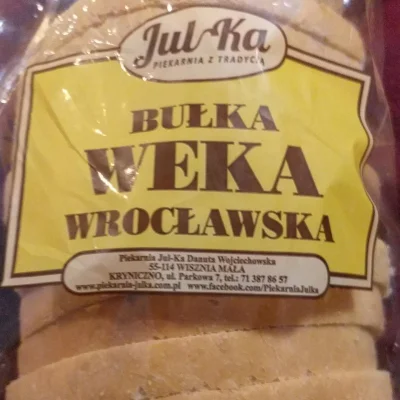 Jul-Ka
PIEKARNIA Z TRADYCJĄ
BUŁKA
WEKA
WROCŁAWSKA
Piekarnia Jul-Ka Danuta Wojciechowska
55-114 WISZNIA MAŁA
KRYNICZNO, ul. Parkowa 7, tel.: 71 387 86 57
www.piekarnia-julka.com.pl www.facebook.com/PiekarniaJulka